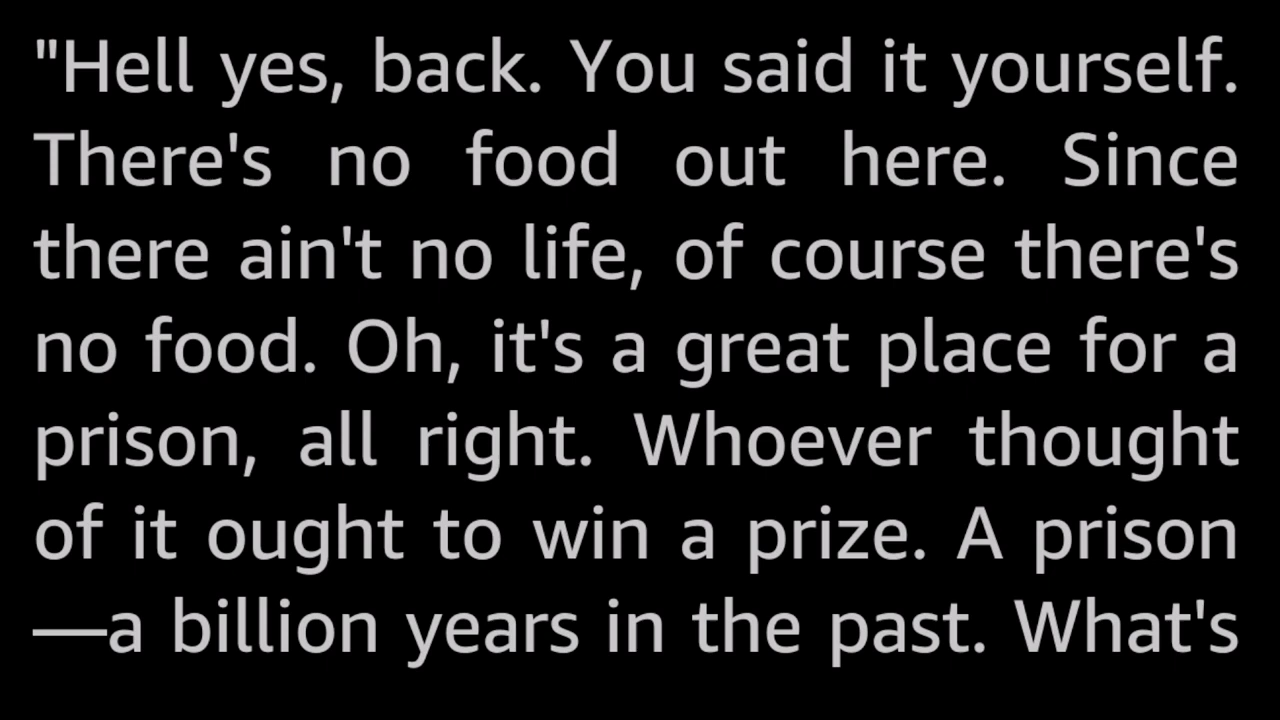 "Hell yes, back. You said it yourself.
There's no food out here. Since
there ain't no life, of course there's
no food. Oh, it's a great place for a
prison, all right. Whoever thought
of it ought to win a prize. A prison
—a billion years in the past. What's